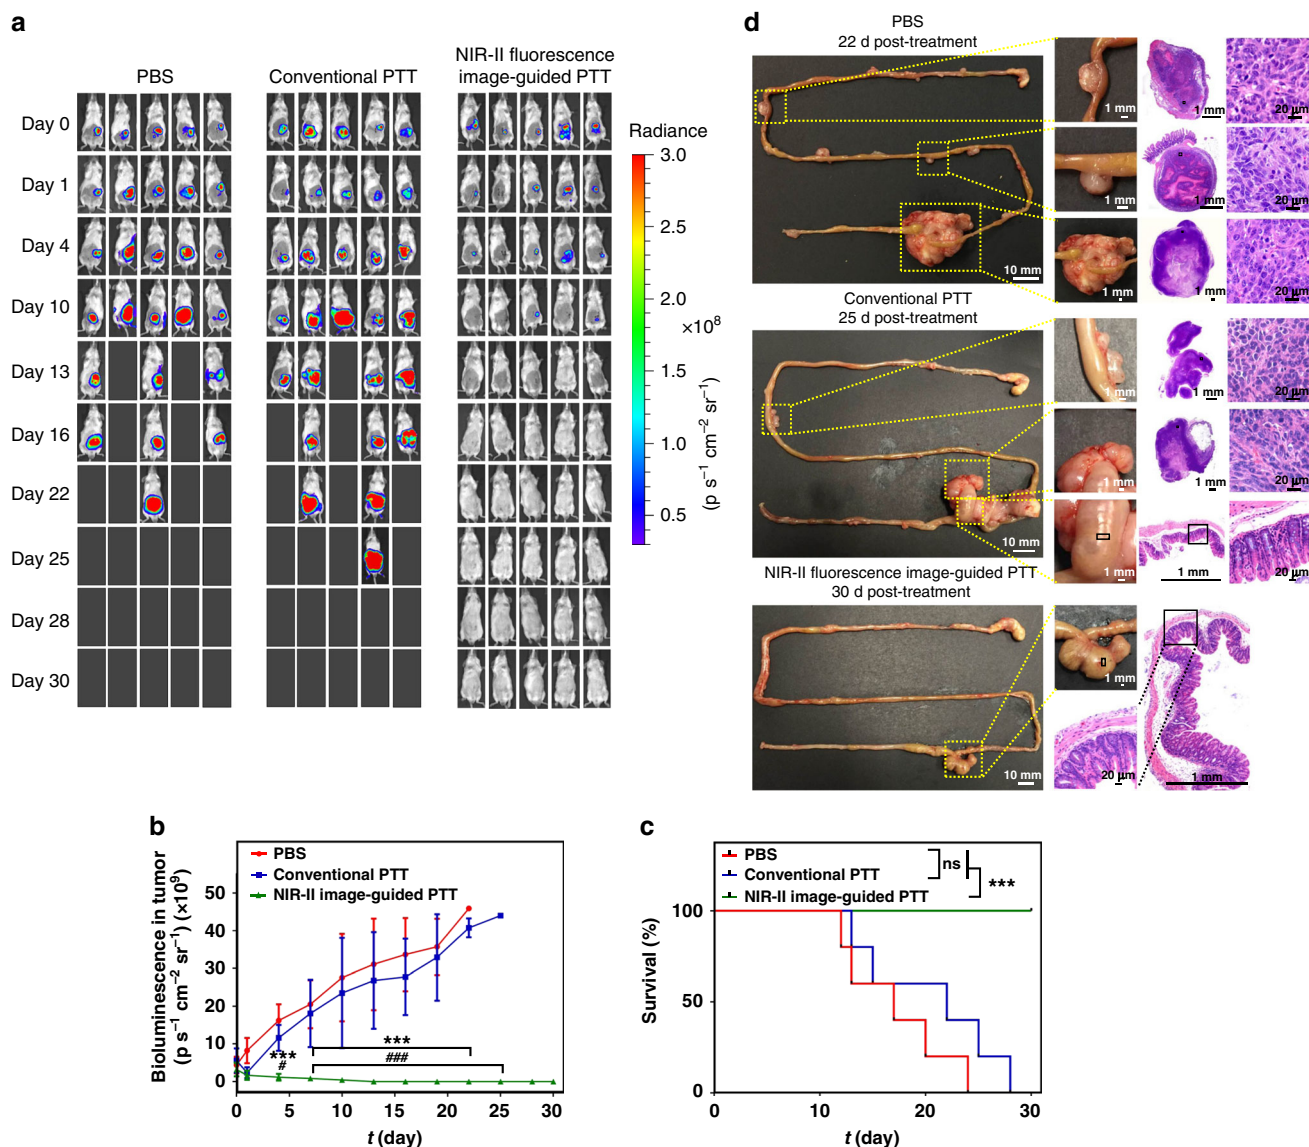 a
PBS
Conventional PTT
NIR-II fluorescence
image-guided PTT
Day 0
Day 1
Day 4
Day 10
Day 13
Day 16
Day 22
Day 25
Day 28
Day 30
Radiance
3.0
2.5
2.0
1.5
1.0
0.5
×10⁸
(p s⁻¹ cm⁻² sr⁻¹)
d
PBS
22 d post-treatment
10 mm
1 mm
1 mm
20 µm
1 mm
1 mm
20 µm
1 mm
1 mm
20 µm
Conventional PTT
25 d post-treatment
10 mm
1 mm
1 mm
20 µm
1 mm
1 mm
20 µm
1 mm
1 mm
20 µm
NIR-II fluorescence image-guided PTT
30 d post-treatment
10 mm
1 mm
20 µm
1 mm
b
PBS
Conventional PTT
NIR-II image-guided PTT
Bioluminescence in tumor
(p s⁻¹ cm⁻² sr⁻¹) (×10⁹)
50
40
30
20
10
0
***
#
***
###
0 5 10 15 20 25 30
t (day)
c
PBS
Conventional PTT
NIR-II image-guided PTT
ns
***
Survival (%)
100
50
0
0 10 20 30
t (day)